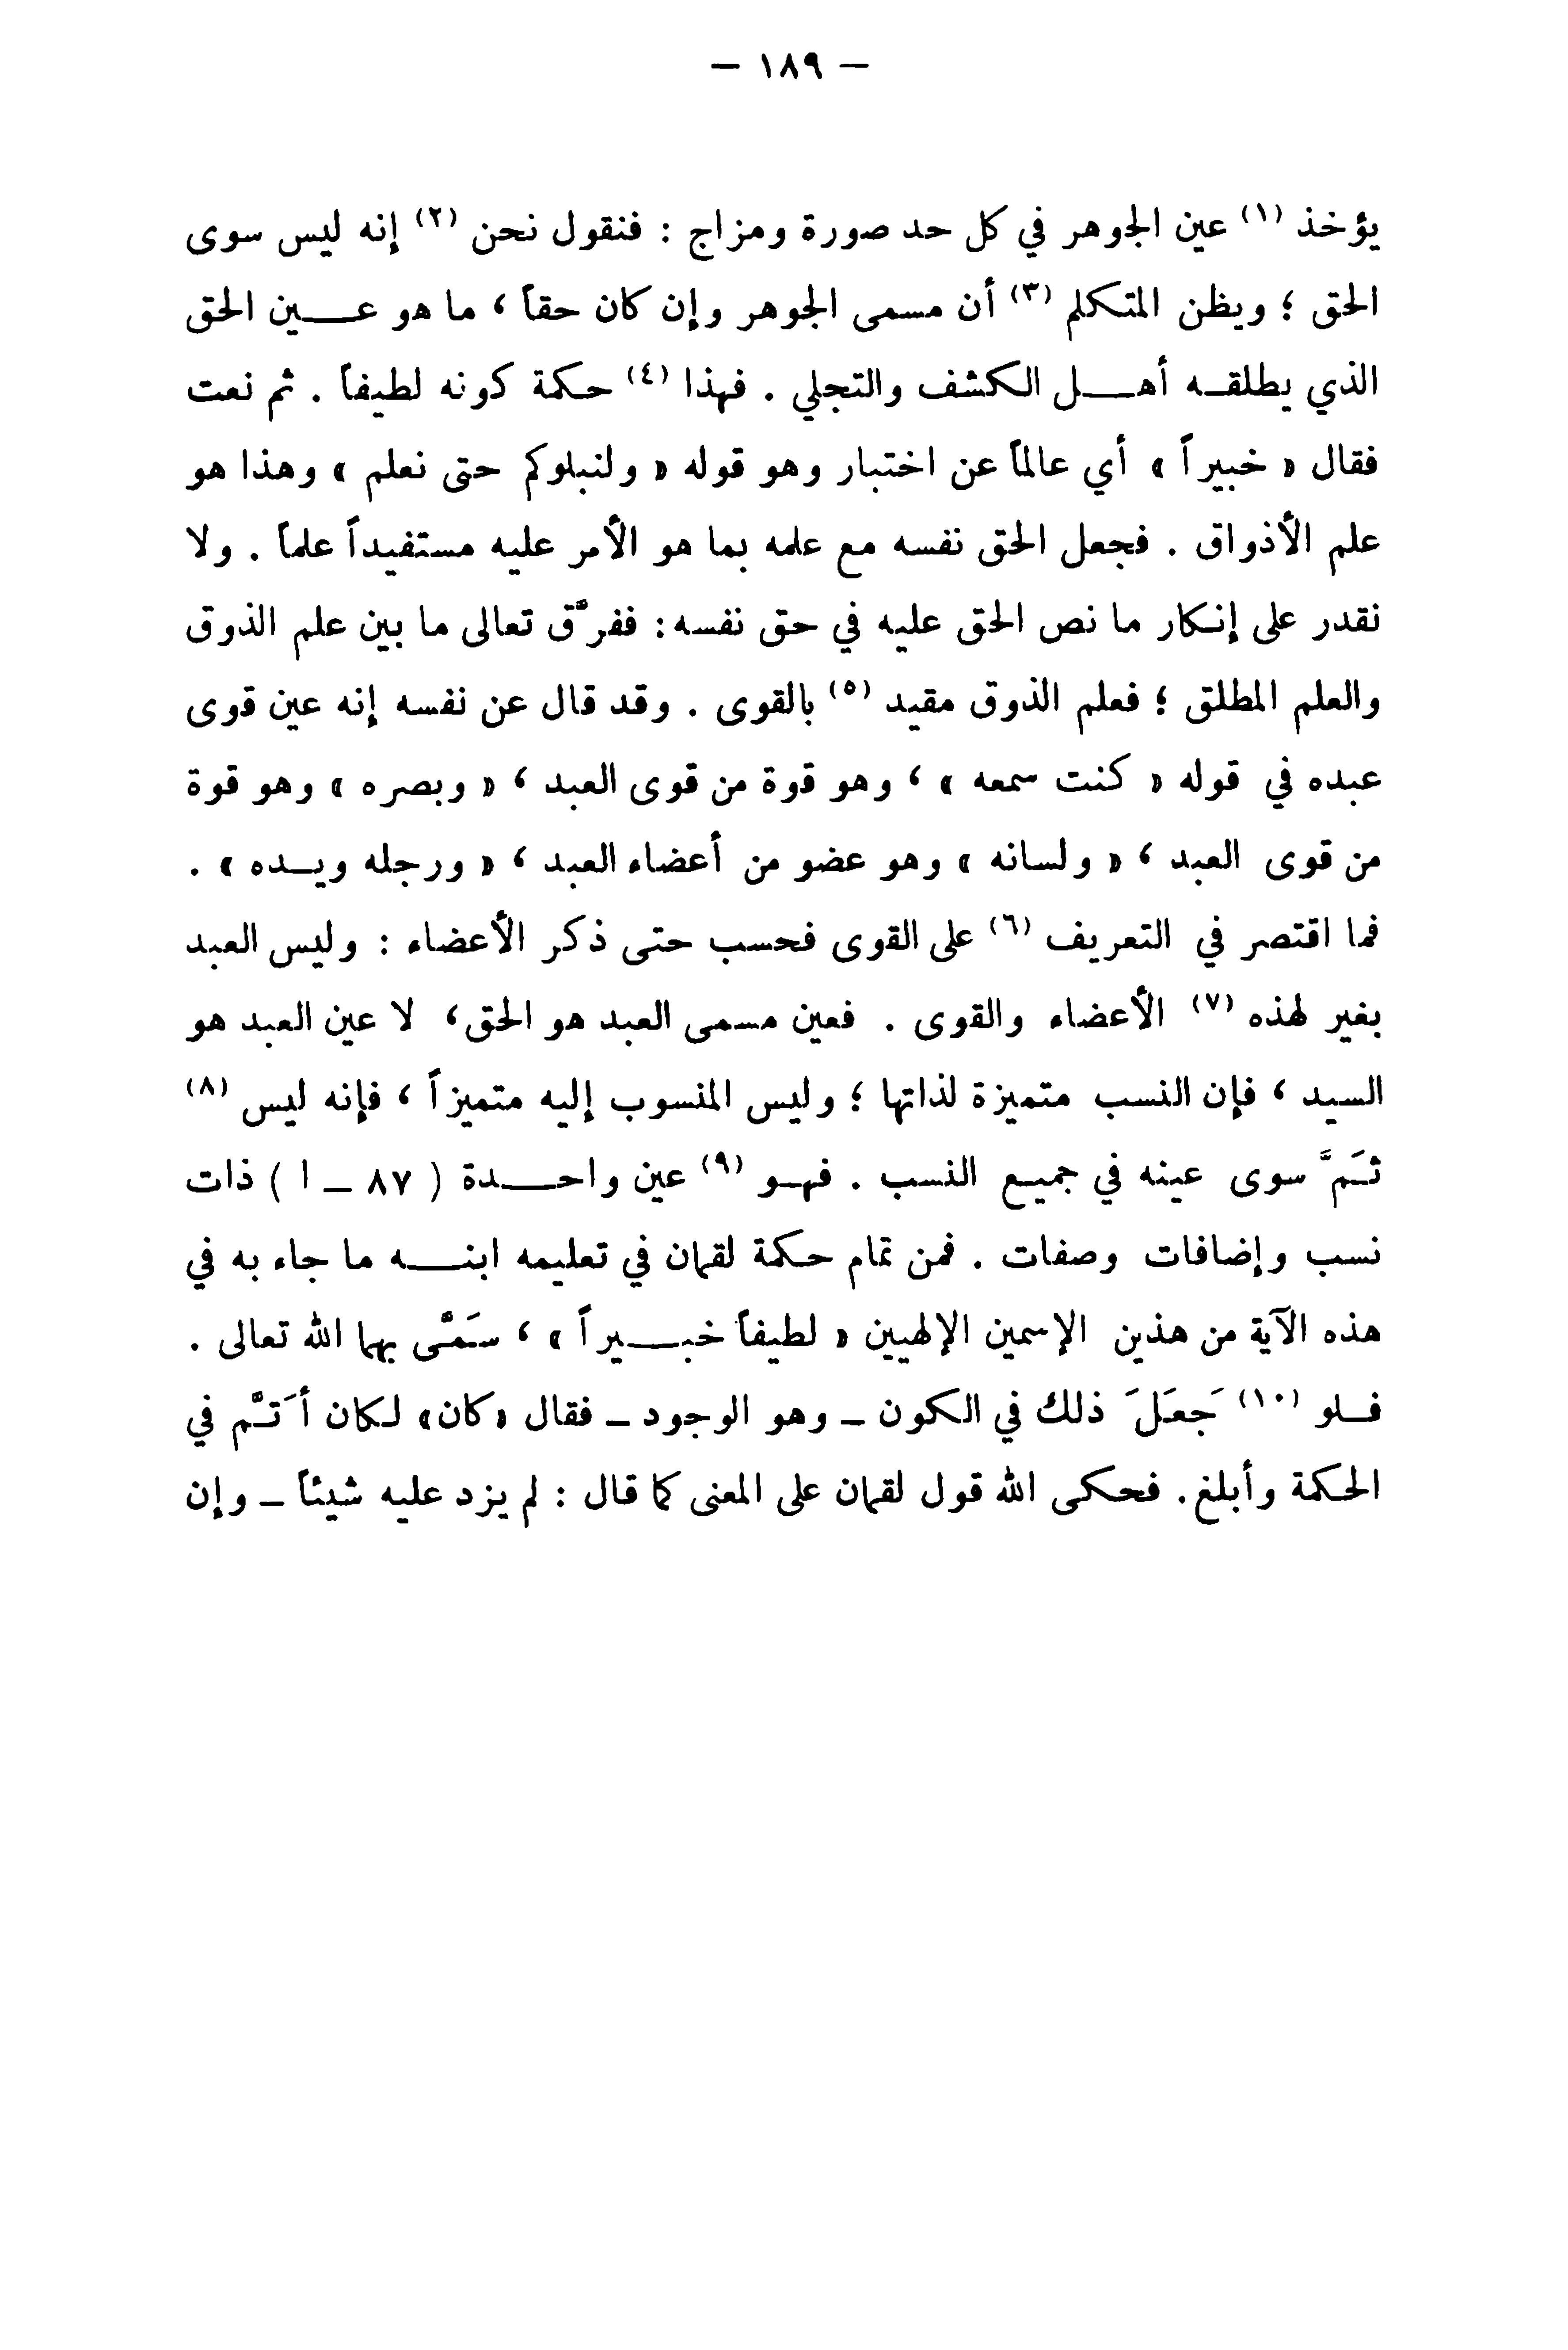 — ١٨٩ —
يؤخذ (١) عين الجوهر في كل حد صورة ومزاج : فنقول نحن (٢) إنه ليس سوى
الحق ؛ ويظن المتكلم (٣) أن مسمى الجوهر وإن كان حقاً ، ما هو عـــين الحق
الذي يطلقـه أهـــل الكشف والتجلي . فهذا (٤) حكمة كونه لطيفاً . ثم نعت
فقال « خبيراً » أي عالماً عن اختبار وهو قوله « ولنبلوكم حتى نعلم » وهذا هو
علم الأذواق . فجعل الحق نفسه مع علمه بما هو الأمر عليه مستفيداً علماً . ولا
نقدر على إنكار ما نص الحق عليه في حق نفسه : ففرَّق تعالى ما بين علم الذوق
والعلم المطلق ؛ فعلم الذوق مقيد (٥) بالقوى . وقد قال عن نفسه إنه عين قوى
عبده في قوله « كنت سمعه » ، وهو قوة من قوى العبد ، « وبصره » وهو قوة
من قوى العبد ، « ولسانه » وهو عضو من أعضاء العبد ، « ورجله ويـده » .
فما اقتصر في التعريف (٦) على القوى فحسب حتى ذكر الأعضاء : وليس العبد
بغير لهذه (٧) الأعضاء والقوى . فعين مسمى العبد هو الحق ، لا عين العبد هو
السيد ، فإن النسب متميزة لذاتها ؛ وليس المنسوب إليه متميزاً ، فإنه ليس (٨)
ثَمَّ سوى عينه في جميع النسب . فهـو (٩) عين واحـــدة ( ٨٧ — ا ) ذات
نسب وإضافات وصفات . فمن تمام حكمة لقمان في تعليمه ابنـــه ما جاء به في
هذه الآية من هذين الإسمين الإلهيين « لطيفاً خبـــيراً » ، سَمَّى بهما الله تعالى .
فـلو (١٠) جَعَلَ ذلك في الكون — وهو الوجود — فقال «كان» لكان أَتـمَّ في
الحكمة وأبلغ . فحكى الله قول لقمان على المعنى كما قال : لم يزد عليه شيئاً — وإن